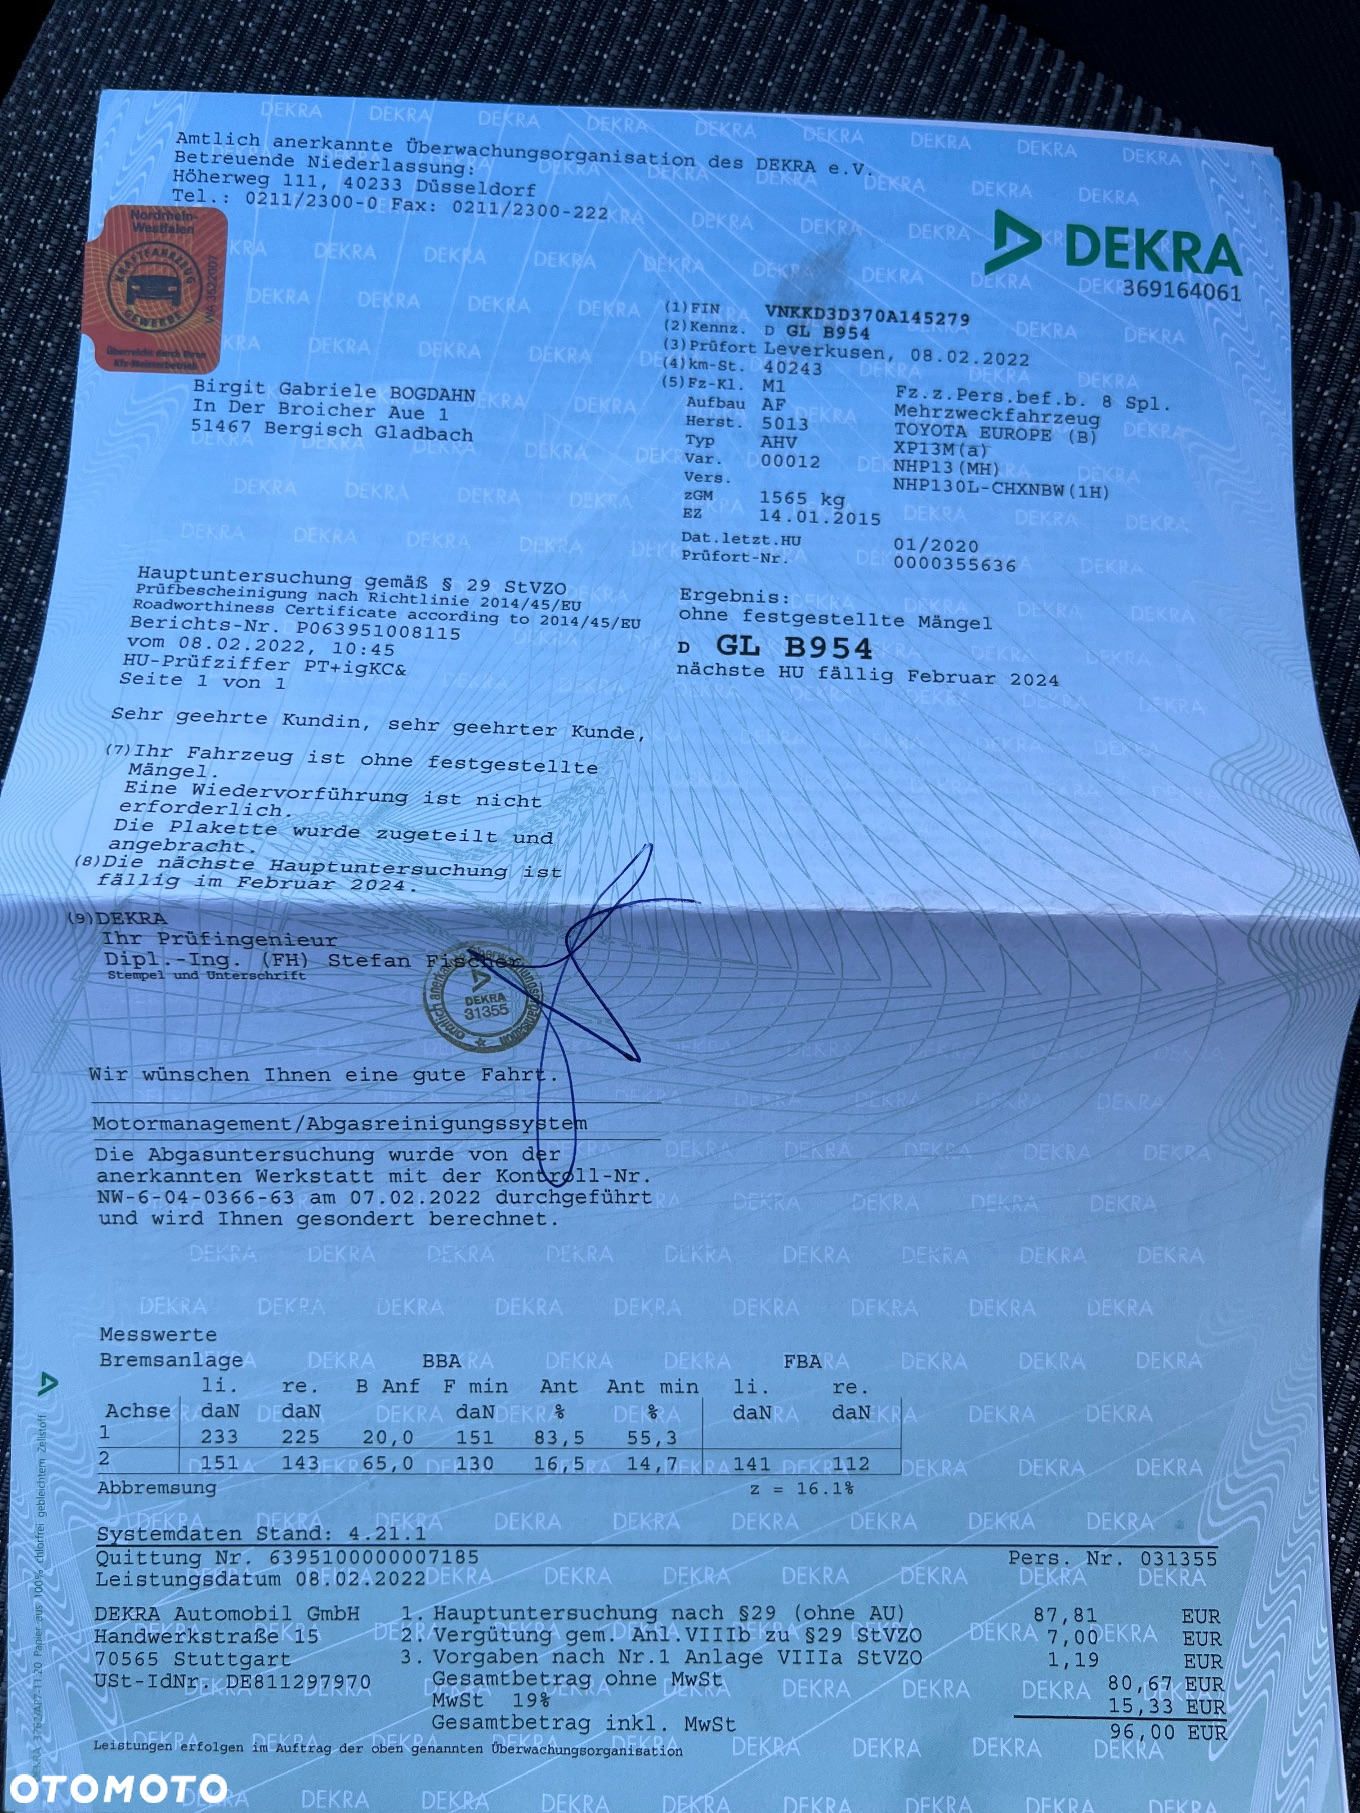 Amtlich anerkannte Überwachungsorganisation des DEKRA e.V.
Betreuende Niederlassung:
Höherweg 111, 40233 Düsseldorf
Tel.: 0211/2300-0 Fax: 0211/2300-222
Nordrhein-
Westfalen
KRAFTFAHRZEUG
GEWERBE
Überreicht durch Ihren
Kfz-Meisterbetrieb
DEKRA
369164061
Birgit Gabriele BOGDAHN
In Der Broicher Aue 1
51467 Bergisch Gladbach
(1)FIN VNKKD3D370A145279
(2)Kennz. D GL B954
(3)Prüfort Leverkusen, 08.02.2022
(4)km-St. 40243
(5)Fz-Kl. M1 Fz.z.Pers.bef.b. 8 Spl.
Aufbau AF Mehrzweckfahrzeug
Herst. 5013 TOYOTA EUROPE (B)
Typ AHV XP13M(a)
Var. 00012 NHP13(MH)
Vers. NHP130L-CHXNBW(1H)
zGM 1565 kg
EZ 14.01.2015
Dat.letzt.HU 01/2020
Prüfort-Nr. 0000355636
Hauptuntersuchung gemäß § 29 StVZO
Prüfbescheinigung nach Richtlinie 2014/45/EU
Roadworthiness Certificate according to 2014/45/EU
Berichts-Nr. P063951008115
vom 08.02.2022, 10:45
HU-Prüfziffer PT+igKC&
Seite 1 von 1
Ergebnis:
ohne festgestellte Mängel
D GL B954
nächste HU fällig Februar 2024
Sehr geehrte Kundin, sehr geehrter Kunde,
(7)Ihr Fahrzeug ist ohne festgestellte
Mängel.
Eine Wiedervorführung ist nicht
erforderlich.
Die Plakette wurde zugeteilt und
angebracht.
(8)Die nächste Hauptuntersuchung ist
fällig im Februar 2024.
(9)DEKRA
Ihr Prüfingenieur
Dipl.-Ing. (FH) Stefan Fischer
Stempel und Unterschrift
DEKRA
31355
Wir wünschen Ihnen eine gute Fahrt.
Motormanagement/Abgasreinigungssystem
Die Abgasuntersuchung wurde von der
anerkannten Werkstatt mit der Kontroll-Nr.
NW-6-04-0366-63 am 07.02.2022 durchgeführt
und wird Ihnen gesondert berechnet.
Messwerte
Bremsanlage BBA FBA
li. re. B Anf F min Ant Ant min li. re.
Achse daN daN daN % % daN daN
1 233 225 20,0 151 83,5 55,3
2 151 143 65,0 130 16,5 14,7 141 112
Abbremsung z = 16.1%
Systemdaten Stand: 4.21.1
Quittung Nr. 6395100000007185 Pers. Nr. 031355
Leistungsdatum 08.02.2022
DEKRA Automobil GmbH 1. Hauptuntersuchung nach §29 (ohne AU) 87,81 EUR
Handwerkstraße 15 2. Vergütung gem. Anl.VIIIb zu §29 StVZO 7,00 EUR
70565 Stuttgart 3. Vorgaben nach Nr.1 Anlage VIIIa StVZO 1,19 EUR
USt-IdNr. DE811297970 Gesamtbetrag ohne MwSt 80,67 EUR
MwSt 19% 15,33 EUR
Gesamtbetrag inkl. MwSt 96,00 EUR
Leistungen erfolgen im Auftrag der oben genannten Überwachungsorganisation
Papier aus 100% chlorfrei gebleichtem Zellstoff
OTOMOTO